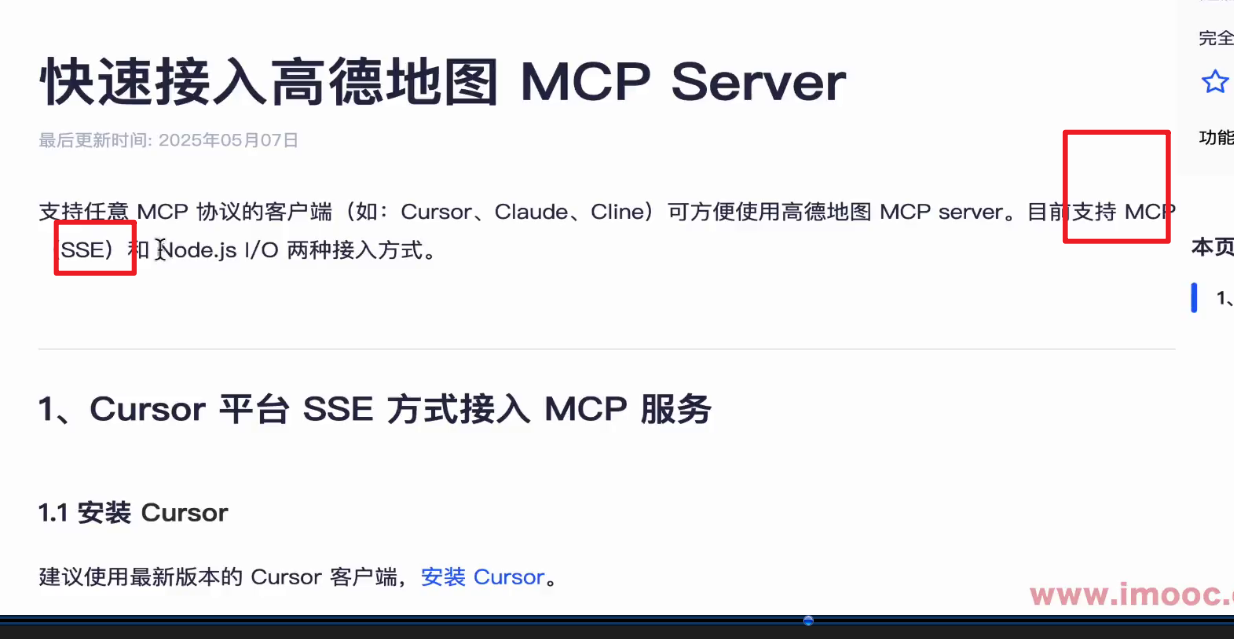 快速接入高德地图 MCP Server
完全
最后更新时间: 2025年05月07日
功能
支持任意 MCP 协议的客户端（如：Cursor、Claude、Cline）可方便使用高德地图 MCP server。目前支持 MCP
（SSE）和 Node.js I/O 两种接入方式。
本页
1、
1、Cursor 平台 SSE 方式接入 MCP 服务
1.1 安装 Cursor
建议使用最新版本的 Cursor 客户端，安装 Cursor。
www.imooc.